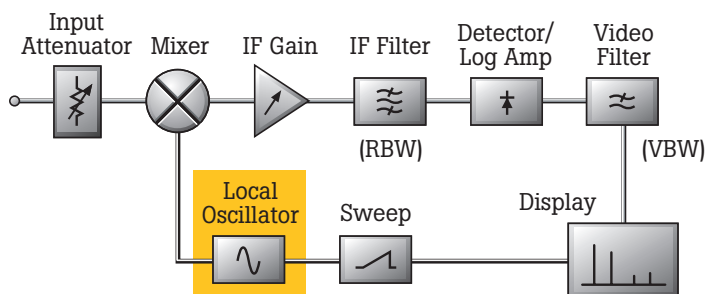 Input
Attenuator
Mixer
IF Gain
IF Filter
Detector/
Log Amp
Video
Filter
(RBW)
(VBW)
Local
Oscillator
Sweep
Display